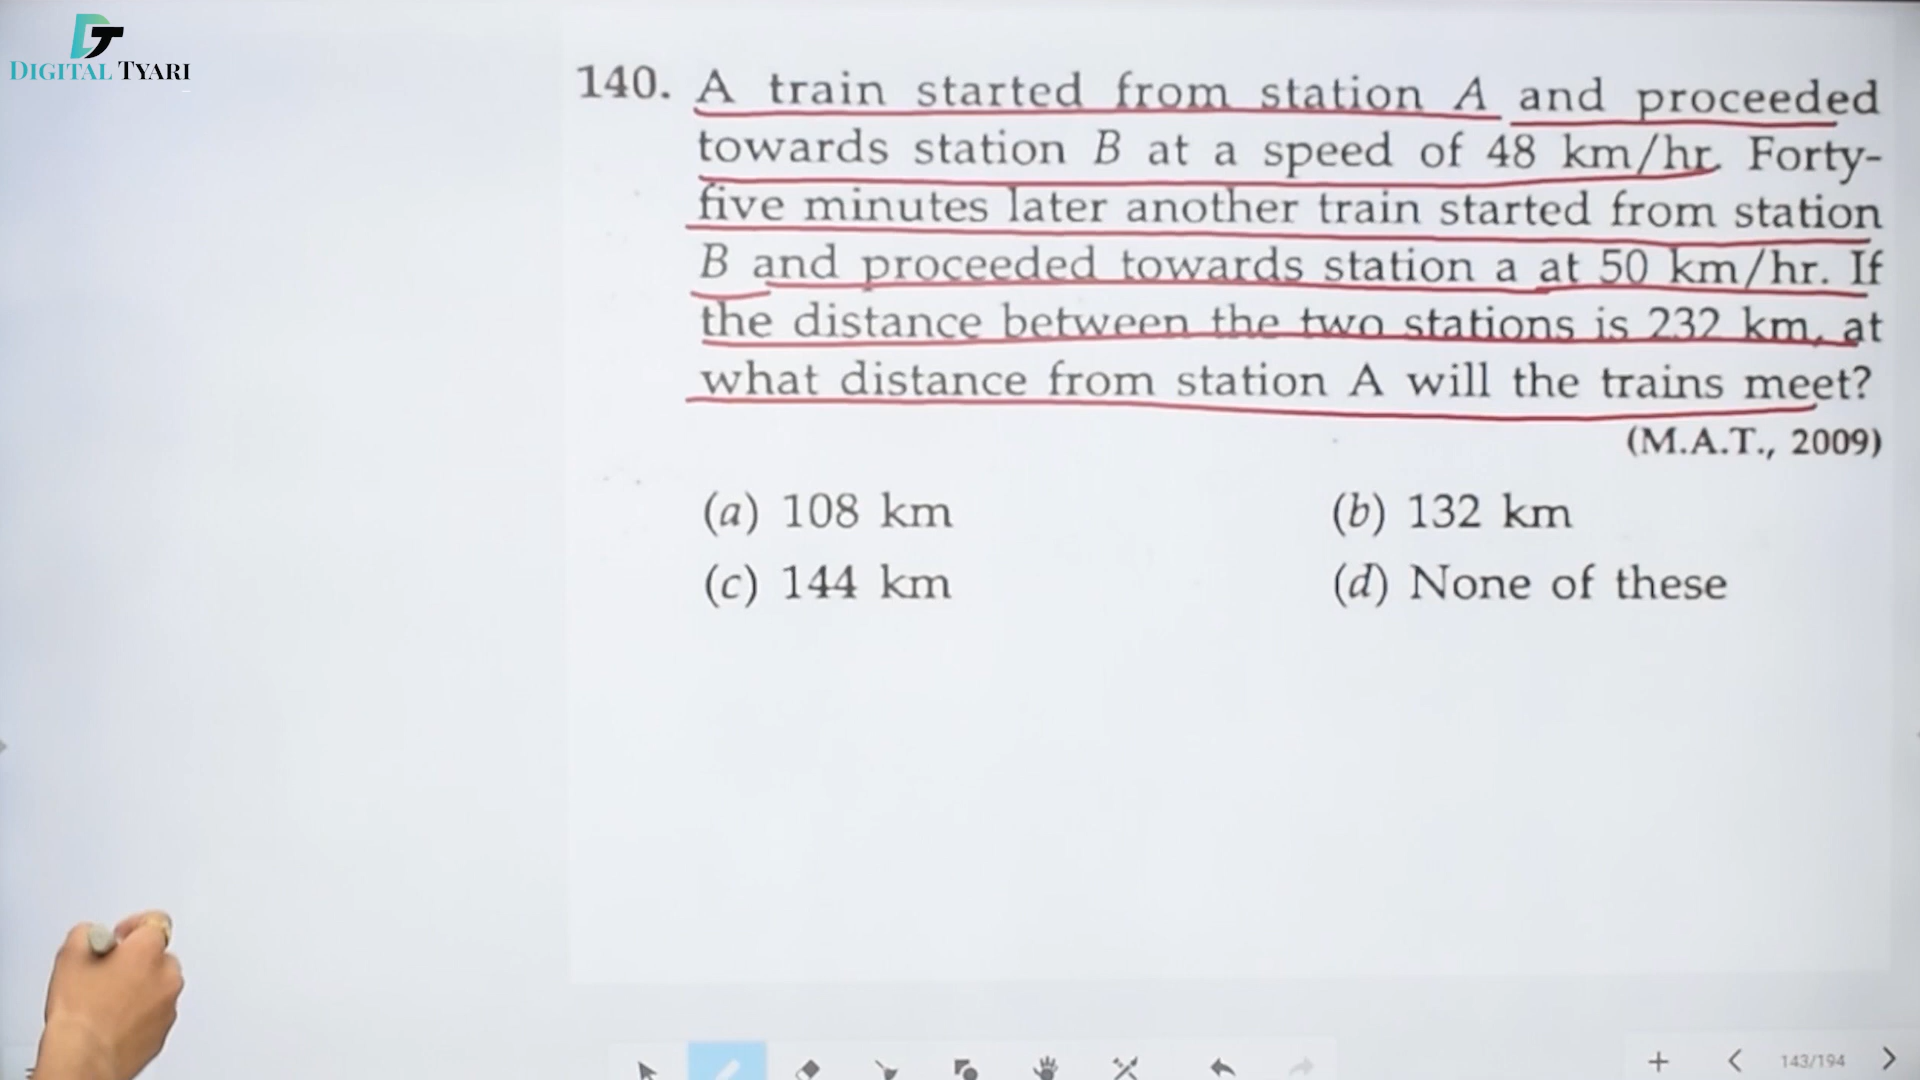 DIGITAL TYARI
140. A train started from station A and proceeded
towards station B at a speed of 48 km/hr. Forty-
five minutes later another train started from station
B and proceeded towards station a at 50 km/hr. If
the distance between the two stations is 232 km, at
what distance from station A will the trains meet?
(M.A.T., 2009)
(a) 108 km (b) 132 km
(c) 144 km (d) None of these
143/194